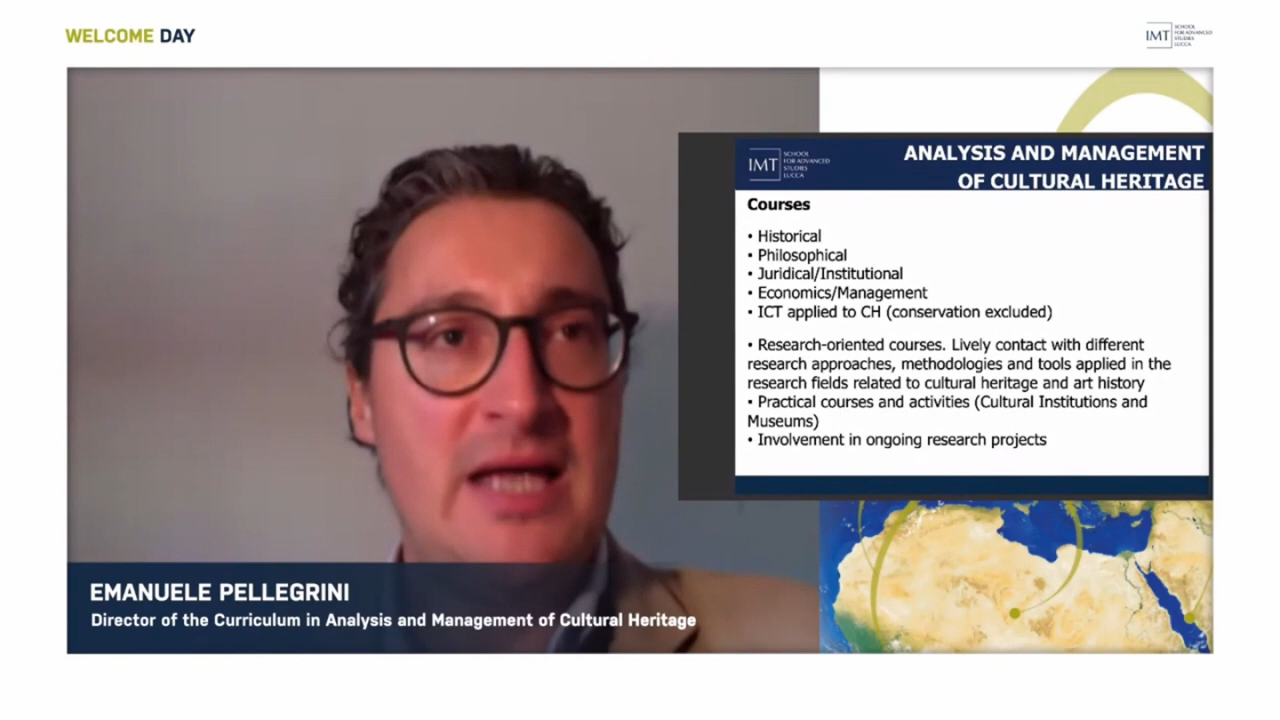 WELCOME DAY
IMT
SCHOOL
FOR ADVANCED
STUDIES
LUCCA
IMT
SCHOOL
FOR ADVANCED
STUDIES
LUCCA
ANALYSIS AND MANAGEMENT
OF CULTURAL HERITAGE
Courses
• Historical
• Philosophical
• Juridical/Institutional
• Economics/Management
• ICT applied to CH (conservation excluded)
• Research-oriented courses. Lively contact with different
research approaches, methodologies and tools applied in the
research fields related to cultural heritage and art history
• Practical courses and activities (Cultural Institutions and
Museums)
• Involvement in ongoing research projects
EMANUELE PELLEGRINI
Director of the Curriculum in Analysis and Management of Cultural Heritage